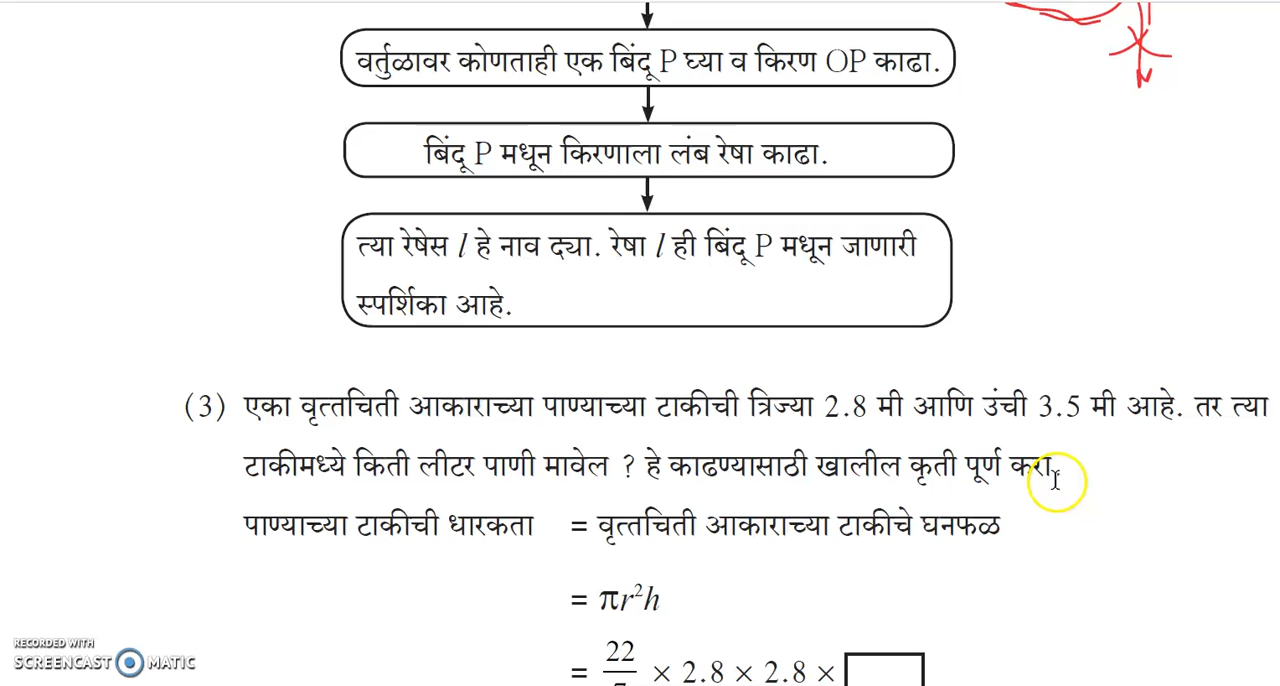 वर्तुळावर कोणताही एक बिंदू P घ्या व किरण OP काढा.
बिंदू P मधून किरणाला लंब रेषा काढा.
त्या रेषेस l हे नाव द्या. रेषा l ही बिंदू P मधून जाणारी
स्पर्शिका आहे.
(3) एका वृत्तचिती आकाराच्या पाण्याच्या टाकीची त्रिज्या 2.8 मी आणि उंची 3.5 मी आहे. तर त्या
टाकीमध्ये किती लीटर पाणी मावेल ? हे काढण्यासाठी खालील कृती पूर्ण करा.
पाण्याच्या टाकीची धारकता = वृत्तचिती आकाराच्या टाकीचे घनफळ
= πr²h
= 22/7 × 2.8 × 2.8 ×
RECORDED WITH
SCREENCAST MATIC